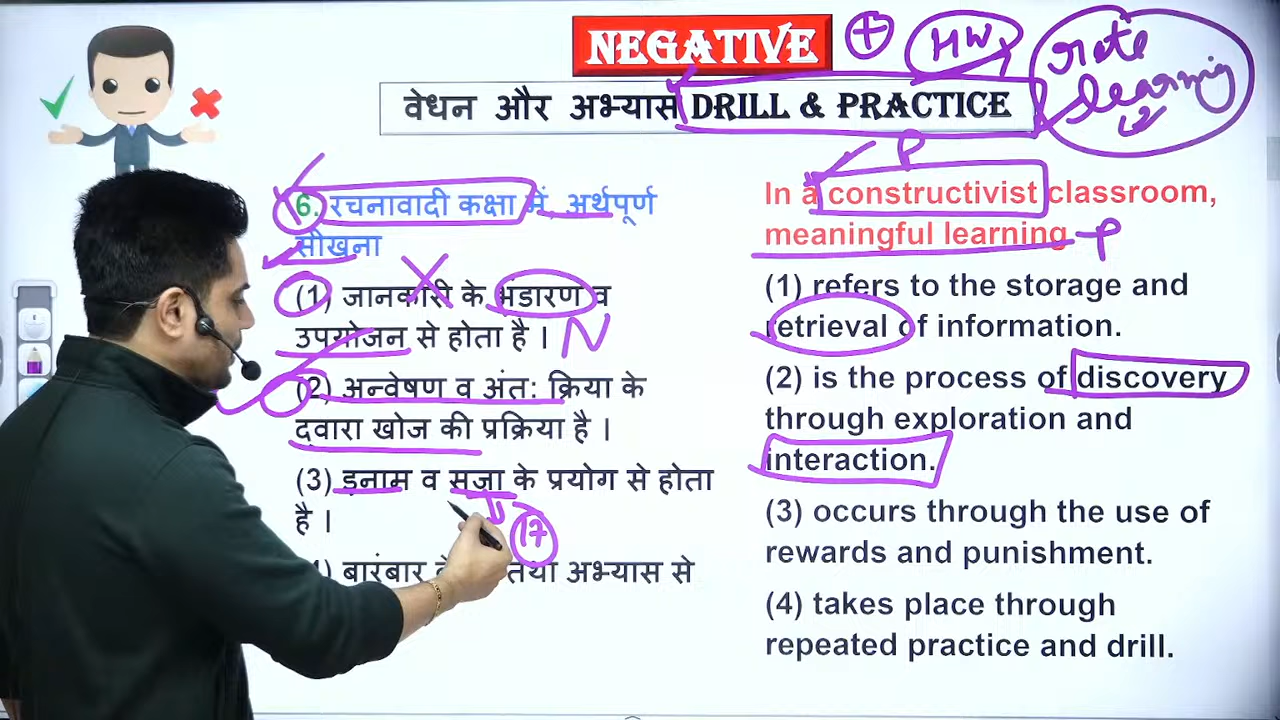 NEGATIVE
+
HW
rete
learning
वेधन और अभ्यास DRILL & PRACTICE
P
6. रचनावादी कक्षा में, अर्थपूर्ण
सीखना
(1) जानकारी के भंडारण व
उपयोजन से होता है ।
N
(2) अन्वेषण व अंत: क्रिया के
द्वारा खोज की प्रक्रिया है ।
(3) इनाम व सजा के प्रयोग से होता
है ।
17
बारंबार तथा अभ्यास से
In a constructivist classroom,
meaningful learning
P
(1) refers to the storage and
retrieval of information.
(2) is the process of discovery
through exploration and
interaction.
(3) occurs through the use of
rewards and punishment.
(4) takes place through
repeated practice and drill.